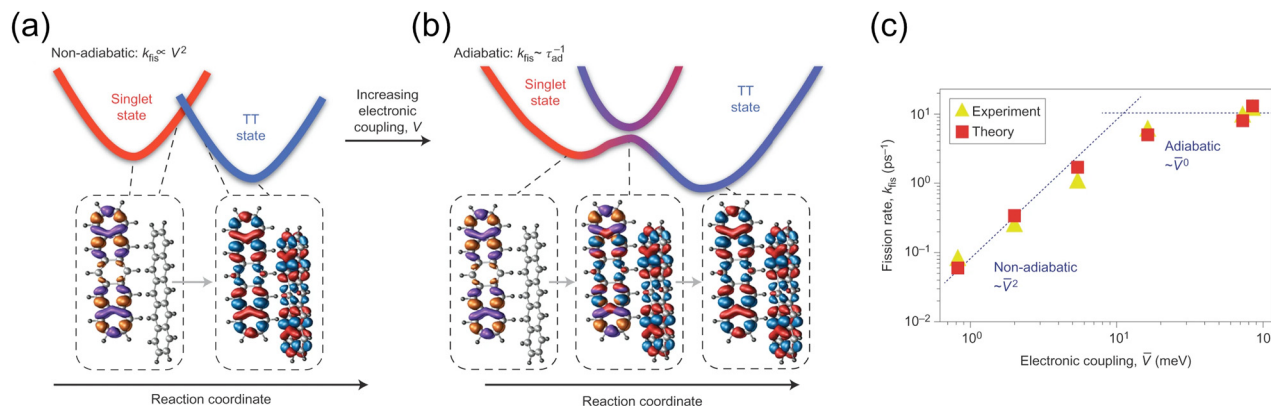 (a)
Non-adiabatic: k_fis ∝ V²
Singlet
state
TT
state
Reaction coordinate
Increasing
electronic
coupling, V
(b)
Adiabatic: k_fis ~ τ_ad⁻¹
Singlet
state
TT
state
Reaction coordinate
(c)
Fission rate, k_fis (ps⁻¹)
10¹
10⁰
10⁻¹
10⁻²
Experiment
Theory
Adiabatic
~V̄⁰
Non-adiabatic
~V̄²
10⁰
10¹
10
Electronic coupling, V̄ (meV)